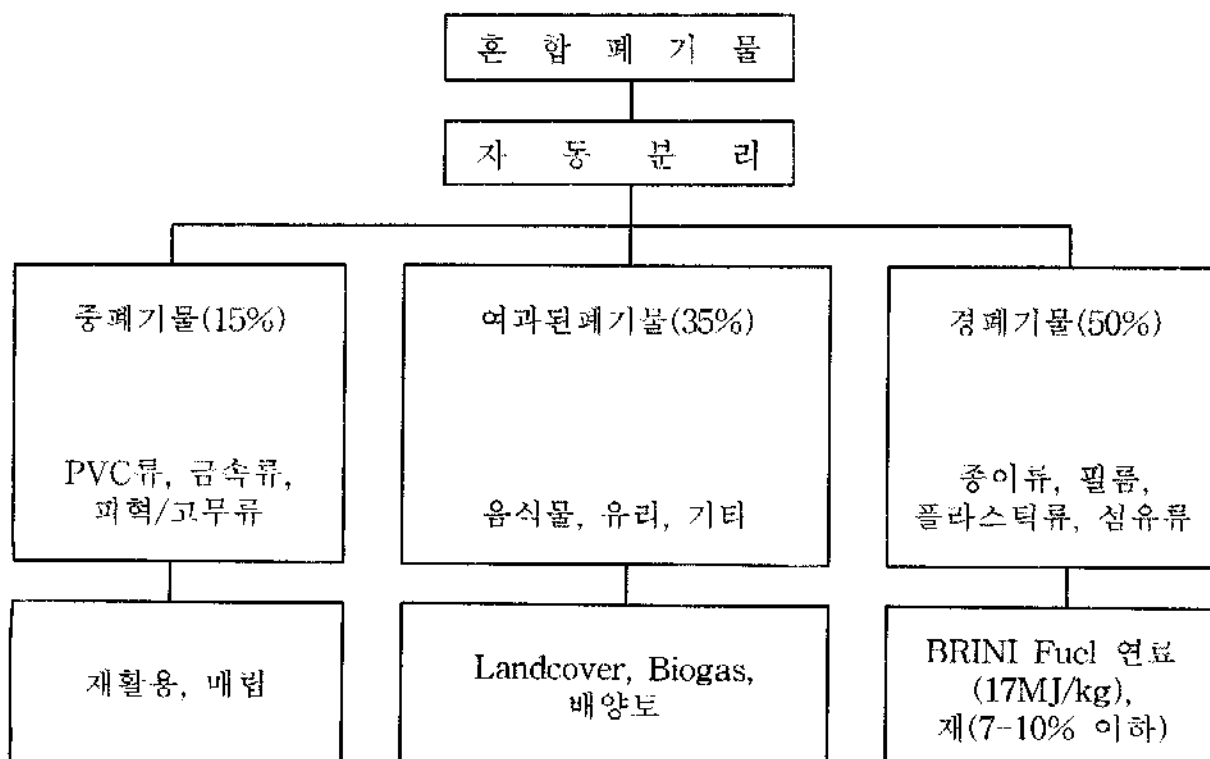 혼합폐기물
자동분리
중폐기물(15%)
PVC류, 금속류,
피혁/고무류
재활용, 매립
여과된폐기물(35%)
음식물, 유리, 기타
Landcover, Biogas,
배양토
경폐기물(50%)
종이류, 필름,
플라스틱류, 섬유류
BRINI Fuel 연료
(17MJ/kg),
재(7-10% 이하)